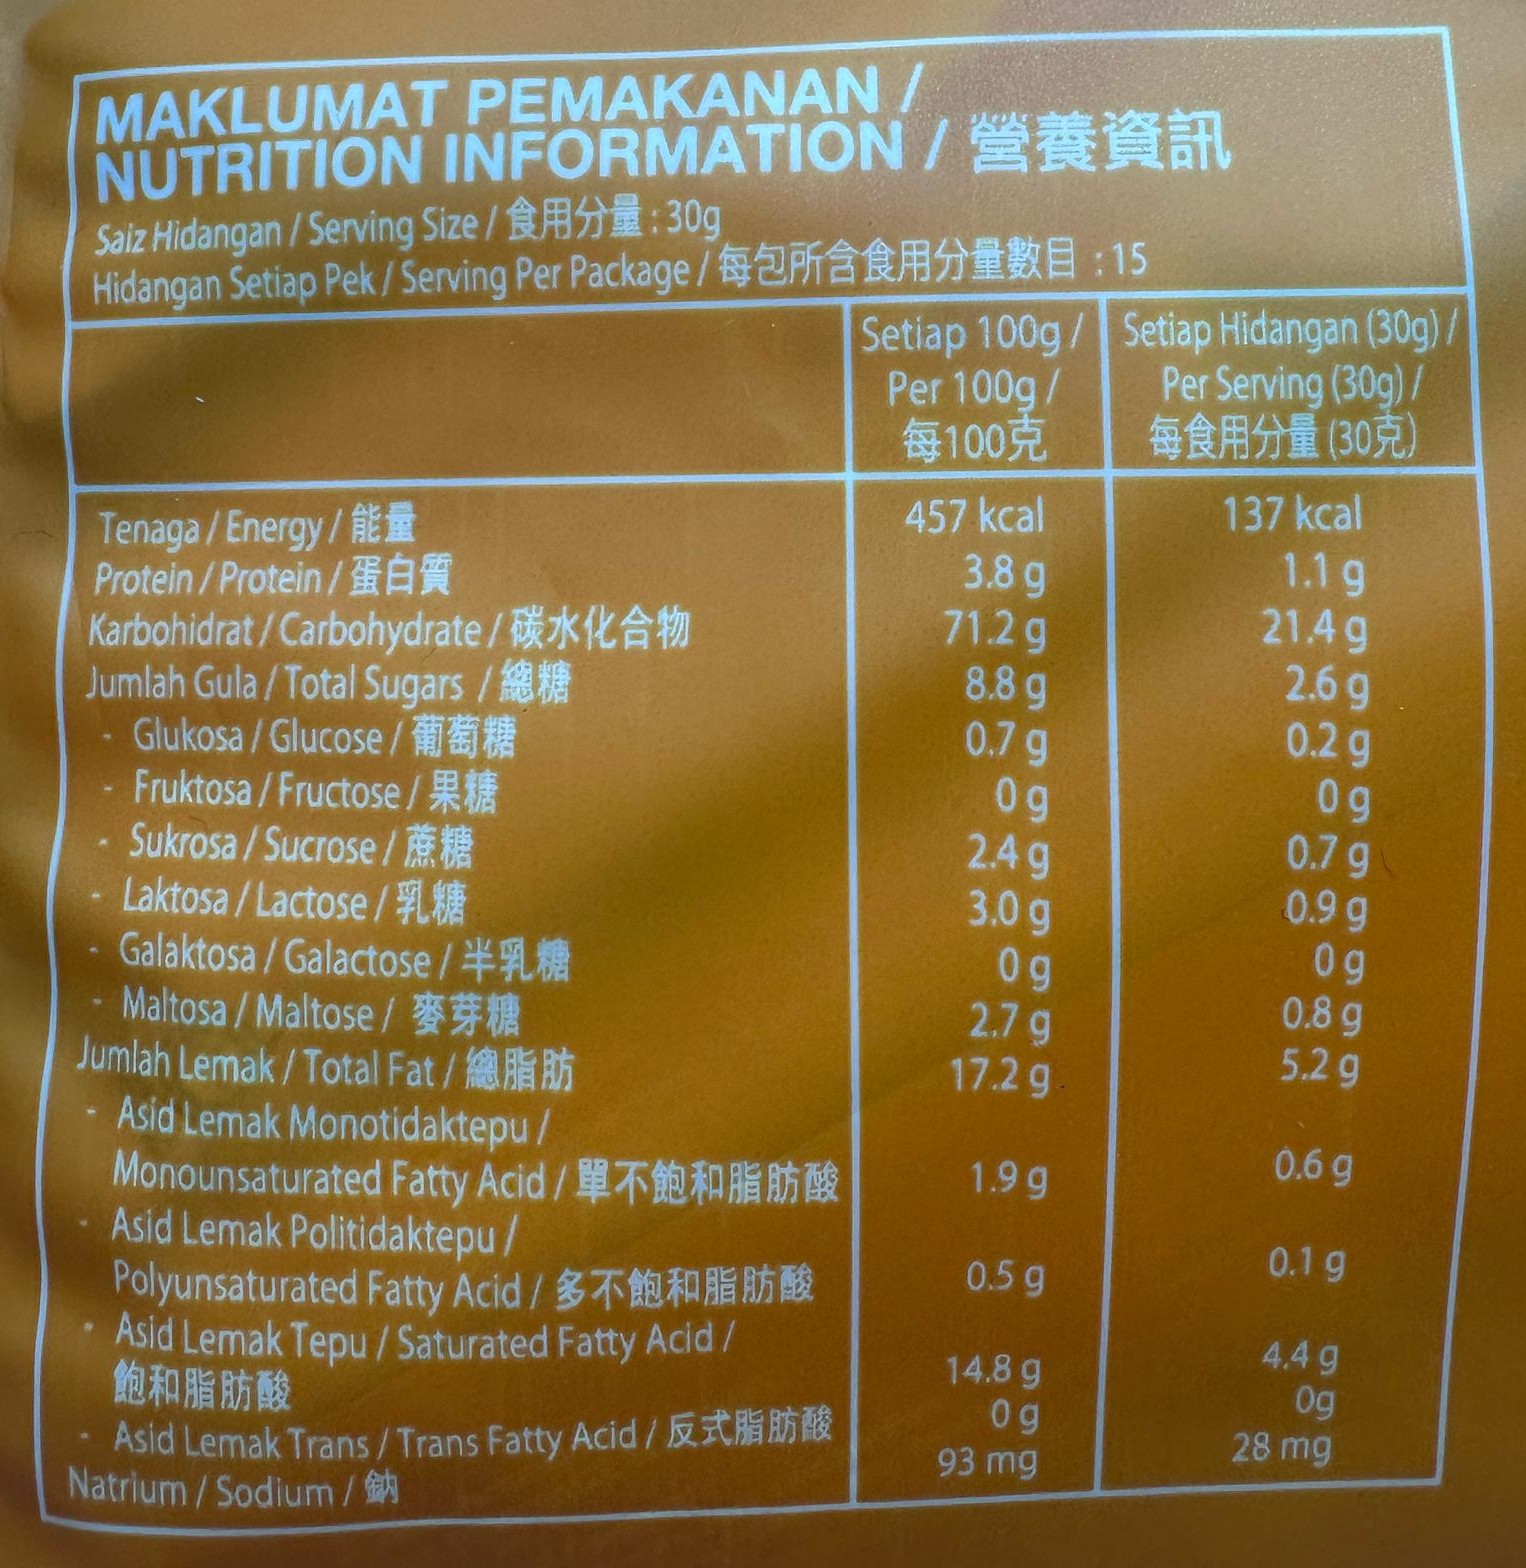 MAKLUMAT PEMAKANAN /
NUTRITION INFORMATION / 營養資訊
Saiz Hidangan / Serving Size / 食用分量 : 30g
Hidangan Setiap Pek / Serving Per Package / 每包所含食用分量數目 : 15
Setiap 100g / Setiap Hidangan (30g) /
Per 100g / Per Serving (30g) /
每100克 每食用分量 (30克)
Tenaga / Energy / 能量 457 kcal 137 kcal
Protein / Protein / 蛋白質 3.8 g 1.1 g
Karbohidrat / Carbohydrate / 碳水化合物 71.2 g 21.4 g
Jumlah Gula / Total Sugars / 總糖 8.8 g 2.6 g
- Glukosa / Glucose / 葡萄糖 0.7 g 0.2 g
- Fruktosa / Fructose / 果糖 0 g 0 g
- Sukrosa / Sucrose / 蔗糖 2.4 g 0.7 g
- Laktosa / Lactose / 乳糖 3.0 g 0.9 g
- Galaktosa / Galactose / 半乳糖 0 g 0 g
- Maltosa / Maltose / 麥芽糖 2.7 g 0.8 g
Jumlah Lemak / Total Fat / 總脂肪 17.2 g 5.2 g
- Asid Lemak Monotidaktepu /
Monounsaturated Fatty Acid / 單不飽和脂肪酸 1.9 g 0.6 g
- Asid Lemak Politidaktepu /
Polyunsaturated Fatty Acid / 多不飽和脂肪酸 0.5 g 0.1 g
- Asid Lemak Tepu / Saturated Fatty Acid /
飽和脂肪酸 14.8 g 4.4 g
- Asid Lemak Trans / Trans Fatty Acid / 反式脂肪酸 0 g 0g
Natrium / Sodium / 鈉 93 mg 28 mg